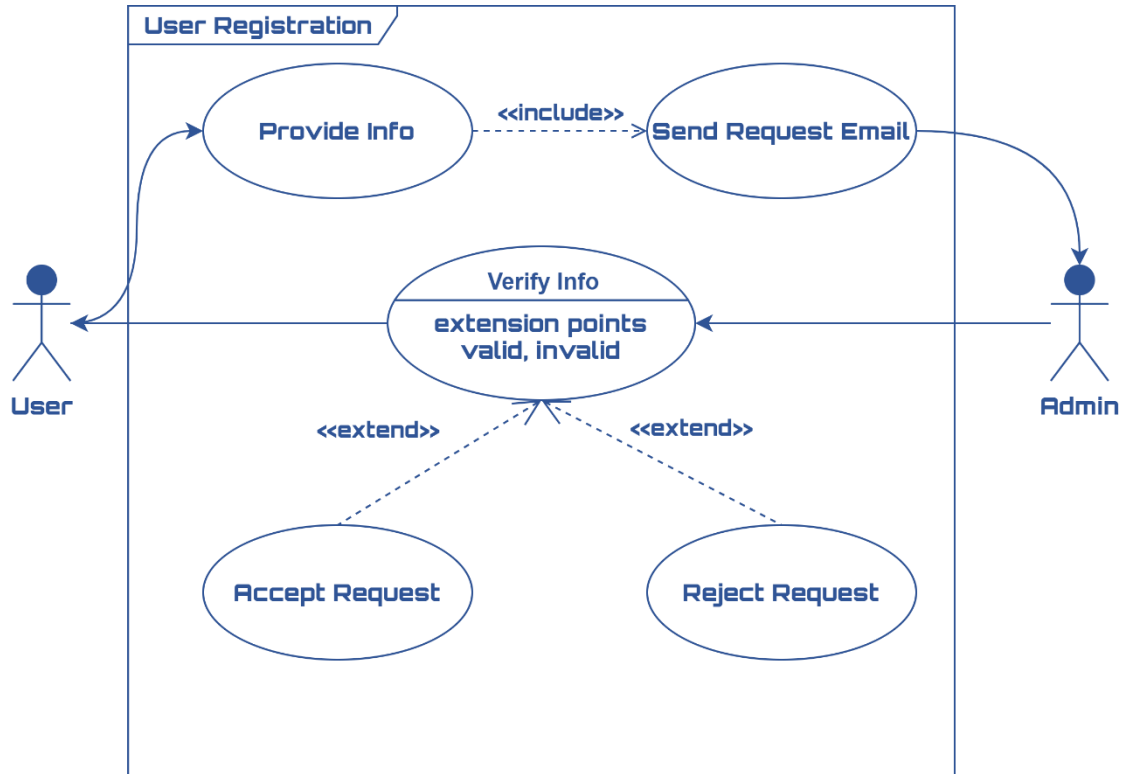 User Registration
Provide Info
<<include>>
Send Request Email
Verify Info
extension points
valid, invalid
User
Admin
<<extend>>
<<extend>>
Accept Request
Reject Request